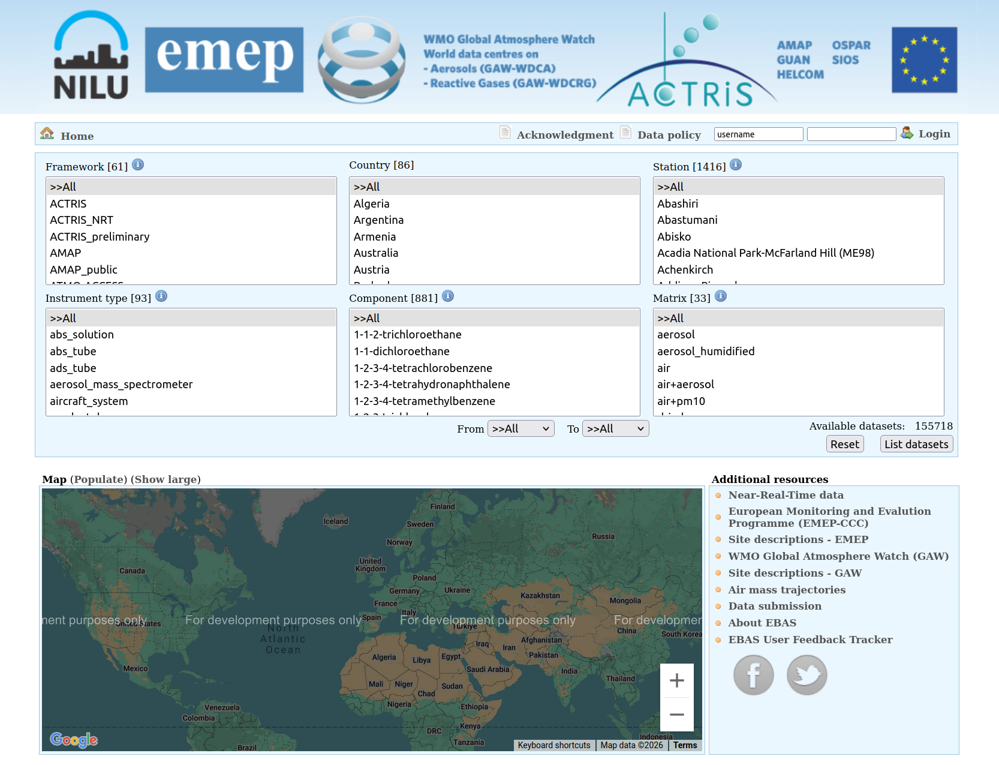 NILU
emep
WMO Global Atmosphere Watch
World data centres on
- Aerosols (GAW-WDCA)
- Reactive Gases (GAW-WDCRG)
ACTRiS
AMAP OSPAR
GUAN SIOS
HELCOM
Home
Acknowledgment
Data policy
username
Login
Framework [61]
>>All
ACTRIS
ACTRIS_NRT
ACTRIS_preliminary
AMAP
AMAP_public
Country [86]
>>All
Algeria
Argentina
Armenia
Australia
Austria
Station [1416]
>>All
Abashiri
Abastumani
Abisko
Acadia National Park-McFarland Hill (ME98)
Achenkirch
Instrument type [93]
>>All
abs_solution
abs_tube
ads_tube
aerosol_mass_spectrometer
aircraft_system
Component [881]
>>All
1-1-2-trichloroethane
1-1-dichloroethane
1-2-3-4-tetrachlorobenzene
1-2-3-4-tetrahydronaphthalene
1-2-3-4-tetramethylbenzene
Matrix [33]
>>All
aerosol
aerosol_humidified
air
air+aerosol
air+pm10
From >>All To >>All
Available datasets: 155718
Reset
List datasets
Map (Populate) (Show large)
Finland
Iceland
Sweden
Russia
Norway
United
Kingdom
Canada
Poland
Germany
Ukraine
Kazakhstan
Mongolia
France
Italy
Spain
ment purposes only
For development purposes only
For development purposes only
For developmen
United States
Türkiye
North
Atlantic
Ocean
China
South Korea
Afghanistan
Iraq
Iran
Pakistan
Algeria
Libya
Egypt
Saudi Arabia
Mexico
India
Thailand
Mali
Niger
Sudan
Chad
Nigeria
Ethiopia
Venezuela
Colombia
Kenya
DRC
Tanzania
Indonesia
Brazil
Google
Keyboard shortcuts
Map data ©2026
Terms
Additional resources
Near-Real-Time data
European Monitoring and Evalution
Programme (EMEP-CCC)
Site descriptions - EMEP
WMO Global Atmosphere Watch (GAW)
Site descriptions - GAW
Air mass trajectories
Data submission
About EBAS
EBAS User Feedback Tracker